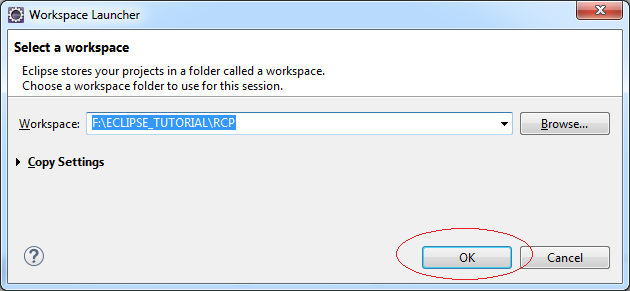 Workspace Launcher
Select a workspace
Eclipse stores your projects in a folder called a workspace.
Choose a workspace folder to use for this session.
Workspace: F:\ECLIPSE_TUTORIAL\RCP Browse...
Copy Settings
? OK Cancel